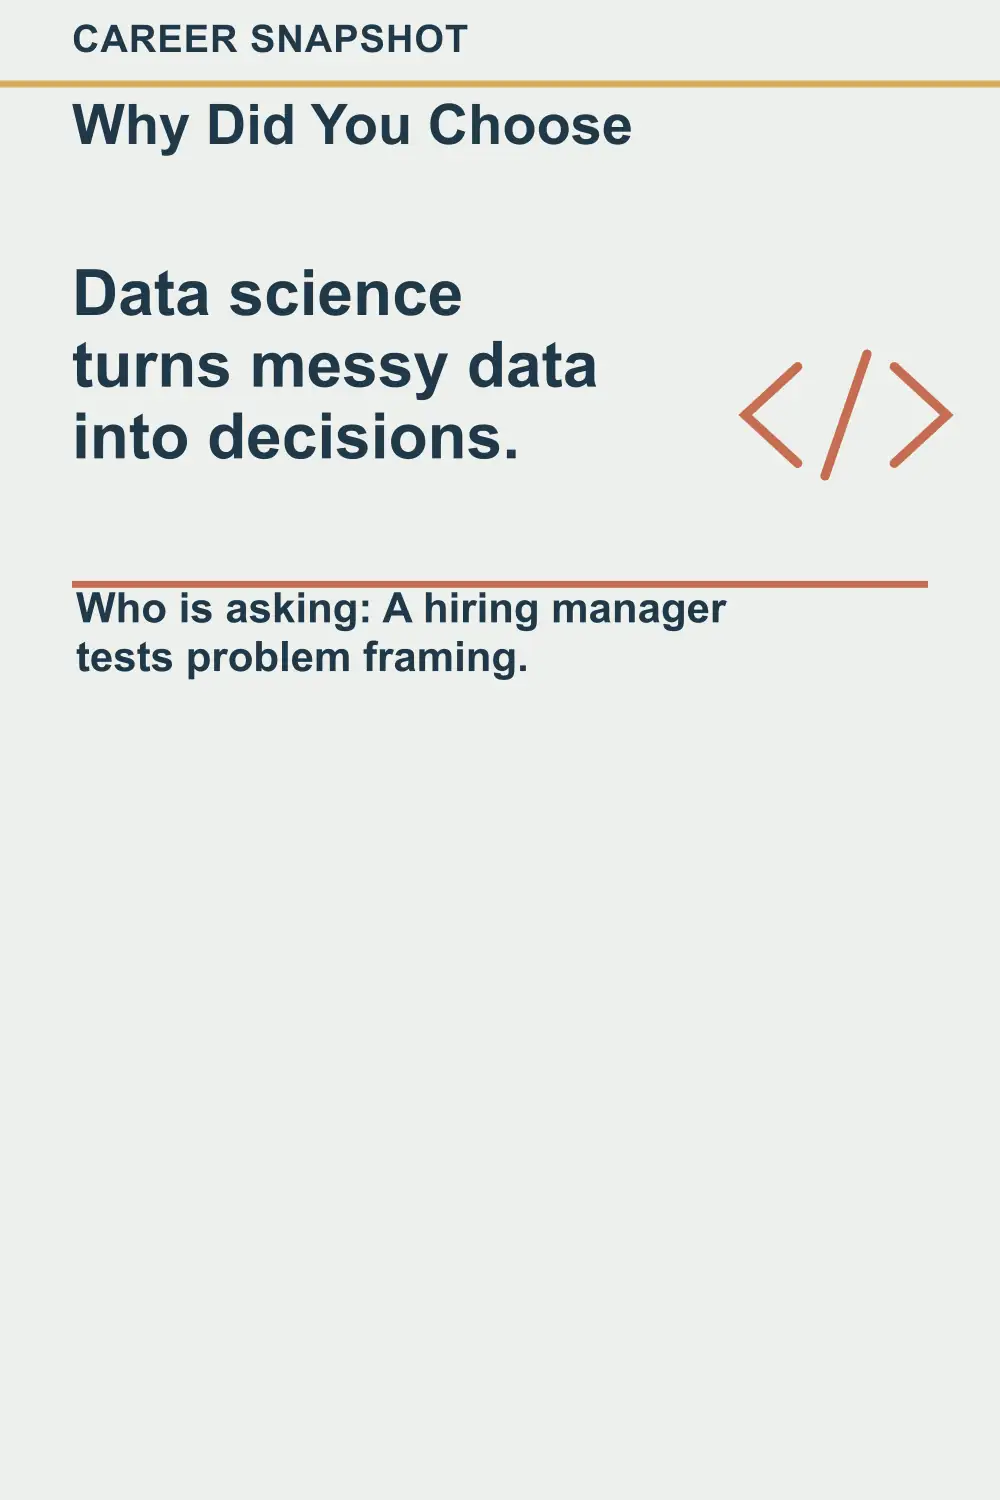 CAREER SNAPSHOT
Why Did You Choose
Data science
turns messy data
into decisions.
Who is asking: A hiring manager
tests problem framing.